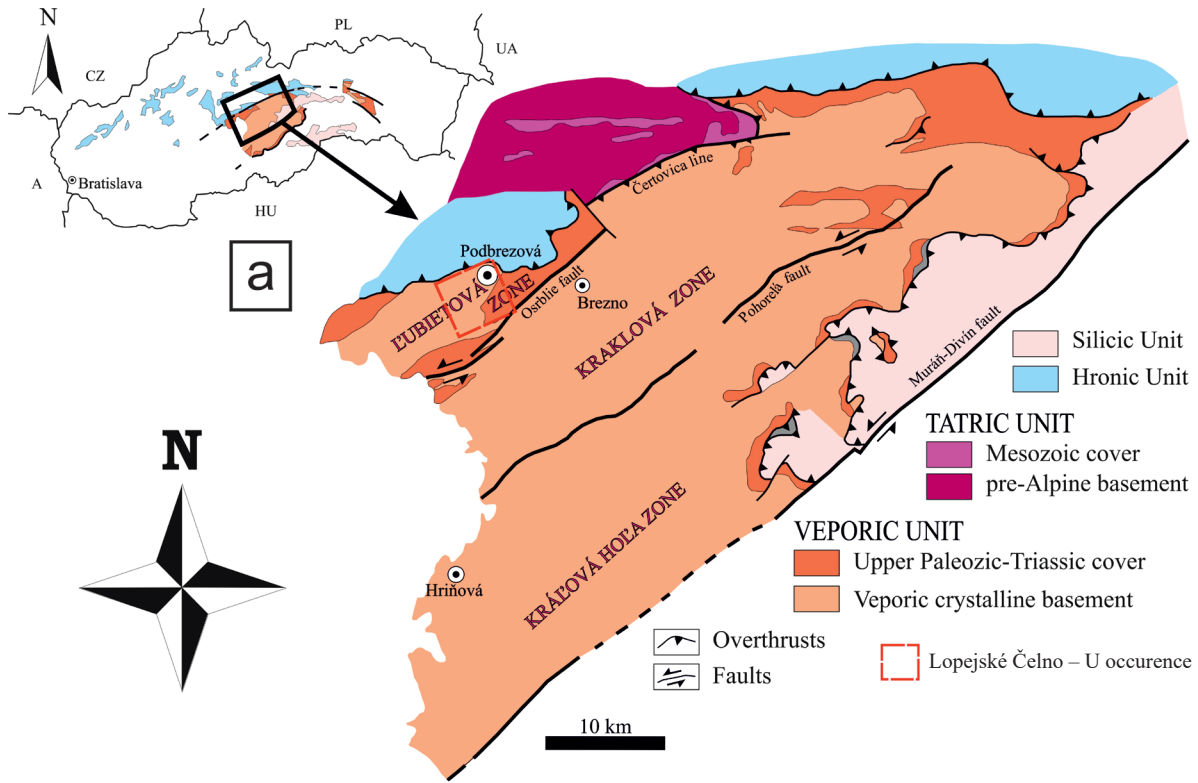 N
PL
UA
CZ
A
Bratislava
HU
a
Čertovica line
Podbrezová
ĽUBIETOVÁ ZONE
Osrblie fault
Brezno
KRAKLOVÁ ZONE
Pohorelá fault
Muráň-Divín fault
KRÁĽOVÁ HOĽA ZONE
Hriňová
N
Silicic Unit
Hronic Unit
TATRIC UNIT
Mesozoic cover
pre-Alpine basement
VEPORIC UNIT
Upper Paleozic-Triassic cover
Veporic crystalline basement
Overthrusts
Faults
Lopejské Čelno – U occurence
10 km